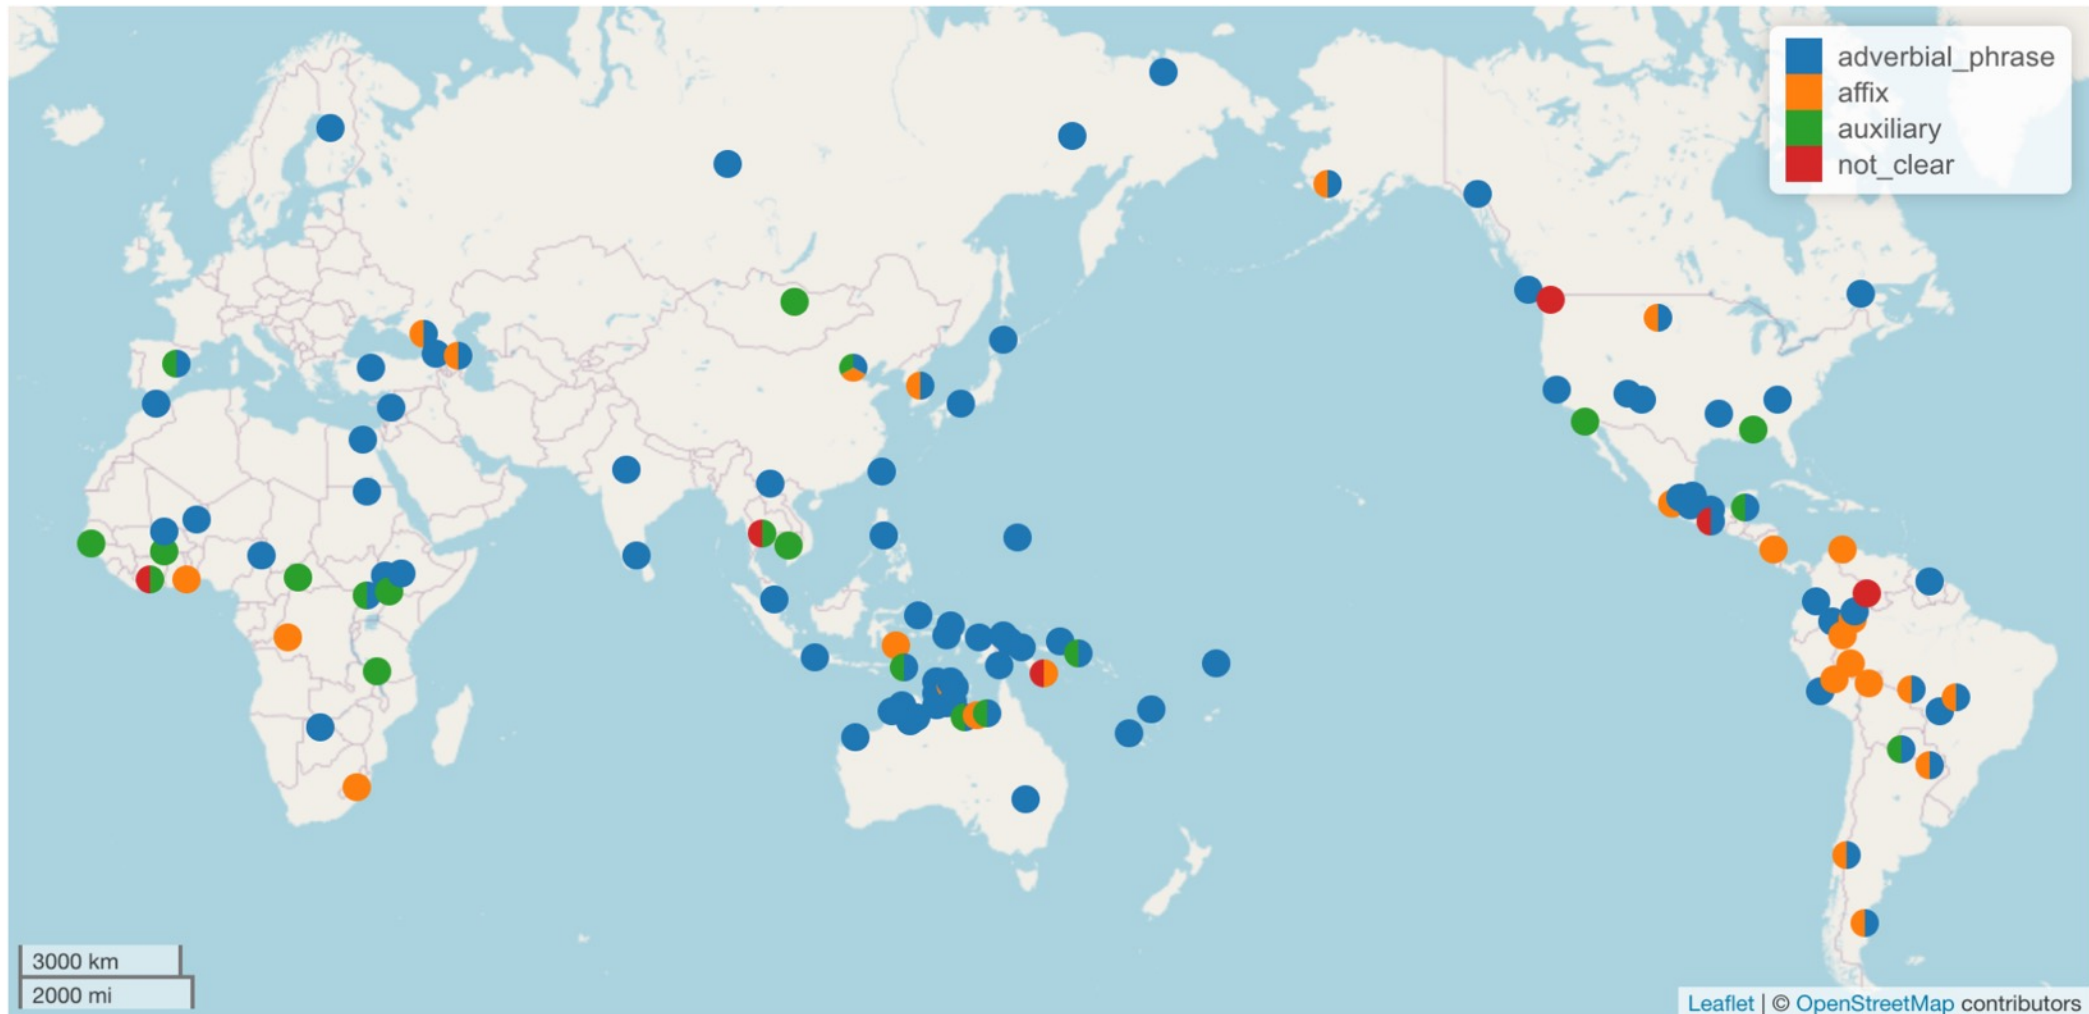 adverbial_phrase
affix
auxiliary
not_clear
3000 km
2000 mi
Leaflet | © OpenStreetMap contributors